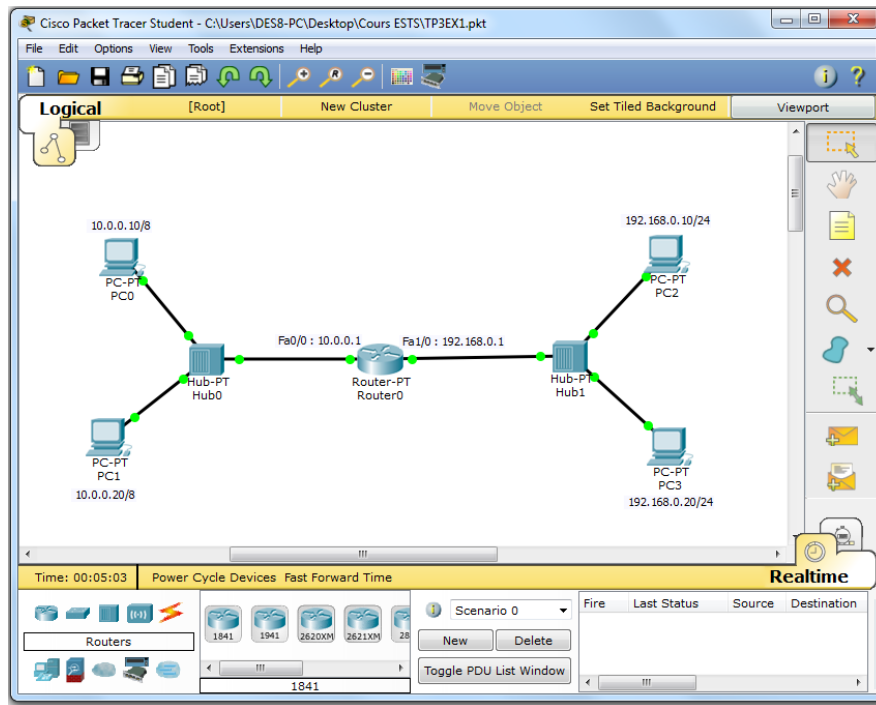 Cisco Packet Tracer Student - C:\Users\DES8-PC\Desktop\Cours ESTS\TP3EX1.pkt
File Edit Options View Tools Extensions Help
Logical [Root] New Cluster Move Object Set Tiled Background Viewport
10.0.0.10/8
PC-PT
PC0
192.168.0.10/24
PC-PT
PC2
Fa0/0 : 10.0.0.1 Fa1/0 : 192.168.0.1
Hub-PT
Hub0
Router-PT
Router0
Hub-PT
Hub1
PC-PT
PC1
10.0.0.20/8
PC-PT
PC3
192.168.0.20/24
Time: 00:05:03 Power Cycle Devices Fast Forward Time Realtime
Routers
1841 1941 2620XM 2621XM 28
1841
Scenario 0
New Delete
Toggle PDU List Window
Fire Last Status Source Destination